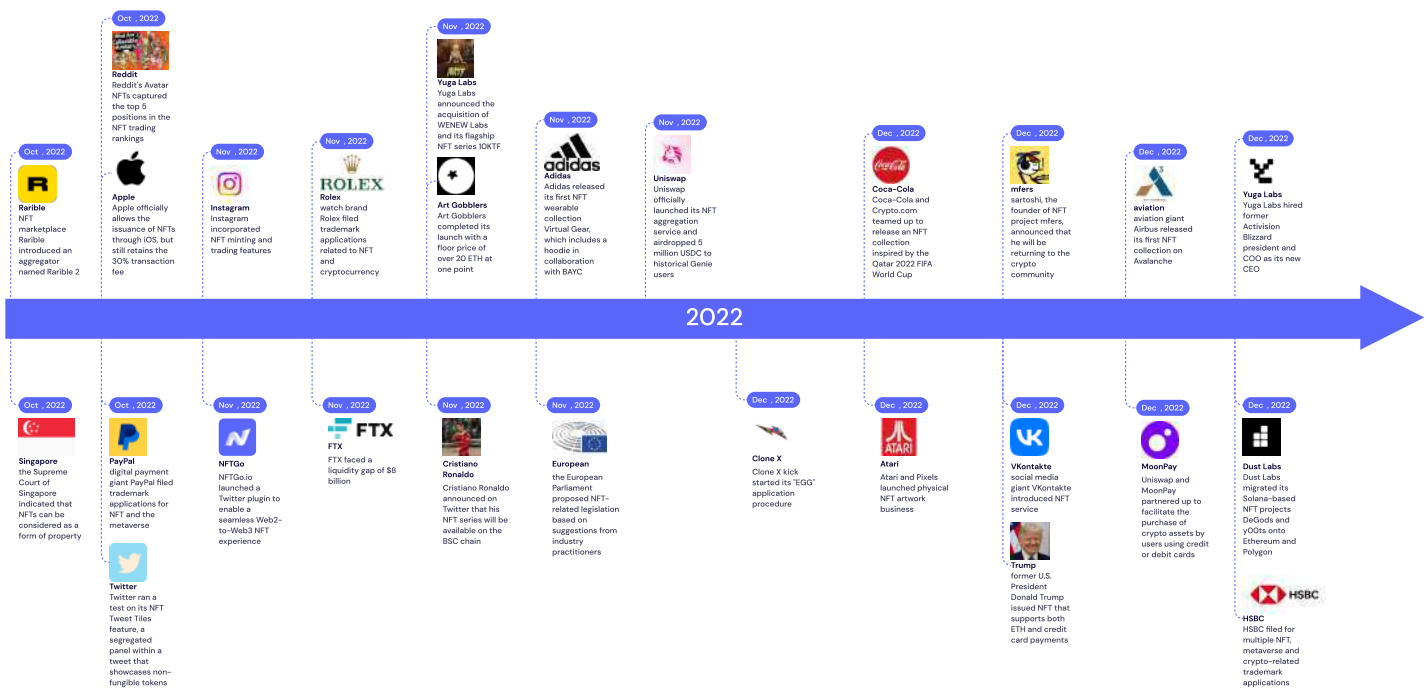 Oct , 2022
Reddit
Reddit's Avatar
NFTs captured
the top 5
positions in the
NFT trading
rankings
Oct , 2022
R
Rarible
NFT
marketplace
Rarible
introduced an
aggregator
named Rarible 2
Apple
Apple officially
allows the
issuance of NFTs
through iOS, but
still retains the
30% transaction
fee
Nov , 2022
Instagram
Instagram
incorporated
NFT minting and
trading features
Nov , 2022
ROLEX
Rolex
watch brand
Rolex filed
trademark
applications
related to NFT
and
cryptocurrency
Nov , 2022
Yuga Labs
Yuga Labs
announced the
acquisition of
WENEW Labs
and its flagship
NFT series 10KTF
Art Gobblers
Art Gobblers
completed its
launch with a
floor price of
over 20 ETH at
one point
Nov , 2022
adidas
Adidas
Adidas released
its first NFT
wearable
collection
Virtual Gear,
which includes a
hoodie in
collaboration
with BAYC
Nov , 2022
Uniswap
Uniswap
officially
launched its NFT
aggregation
service and
airdropped 5
million USDC to
historical Genie
users
Dec , 2022
Coca-Cola
Coca-Cola
Coca-Cola and
Crypto.com
teamed up to
release an NFT
collection
inspired by the
Qatar 2022 FIFA
World Cup
Dec , 2022
mfers
sartoshi, the
founder of NFT
project mfers,
announced that
he will be
returning to the
crypto
community
Dec , 2022
aviation
aviation giant
Airbus released
its first NFT
collection on
Avalanche
Dec , 2022
Yuga Labs
Yuga Labs hired
former
Activision
Blizzard
president and
COO as its new
CEO
2022
Oct , 2022
Singapore
the Supreme
Court of
Singapore
indicated that
NFTs can be
considered as a
form of property
Oct , 2022
PayPal
digital payment
giant PayPal filed
trademark
applications for
NFT and the
metaverse
Twitter
Twitter ran a
test on its NFT
Tweet Tiles
feature, a
segregated
panel within a
tweet that
showcases non-
fungible tokens
Nov , 2022
NFTGo
NFTGo.io
launched a
Twitter plugin to
enable a
seamless Web2-
to-Web3 NFT
experience
Nov , 2022
FTX
FTX
FTX faced a
liquidity gap of $8
billion
Nov , 2022
Cristiano
Ronaldo
Cristiano Ronaldo
announced on
Twitter that his
NFT series will be
available on the
BSC chain
Nov , 2022
European
the European
Parliament
proposed NFT-
related legislation
based on
suggestions from
industry
practitioners
Dec , 2022
Clone X
Clone X kick
started its "EGG"
application
procedure
Dec , 2022
ATARI
Atari
Atari and Pixels
launched physical
NFT artwork
business
Dec , 2022
VKontakte
social media
giant VKontakte
introduced NFT
service
Trump
former U.S.
President
Donald Trump
issued NFT that
supports both
ETH and credit
card payments
Dec , 2022
MoonPay
Uniswap and
MoonPay
partnered up to
facilitate the
purchase of
crypto assets by
users using credit
or debit cards
Dec , 2022
Dust Labs
Dust Labs
migrated its
Solana-based
NFT projects
DeGods and
y00ts onto
Ethereum and
Polygon
HSBC
HSBC
HSBC filed for
multiple NFT,
metaverse and
crypto-related
trademark
applications